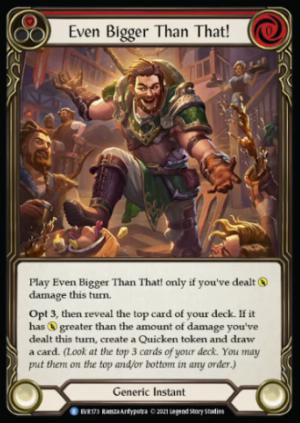 Even Bigger Than That!
Play Even Bigger Than That! only if you've dealt
damage this turn.
Opt 3, then reveal the top card of your deck. If it
has greater than the amount of damage you've
dealt this turn, create a Quicken token and draw
a card. (Look at the top 3 cards of your deck. You may
put them on the top and/or bottom in any order.)
Generic Instant
R EVR173 Ramza Ardyputra © 2021 Legend Story Studios